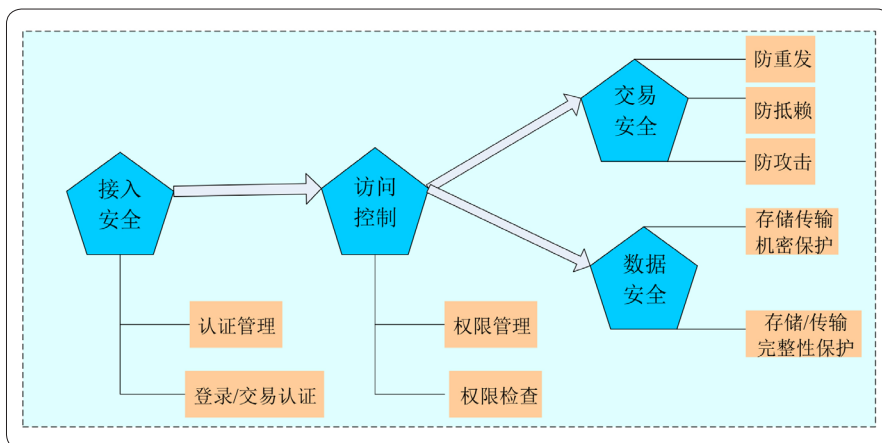 接入
安全
认证管理
登录/交易认证
访问
控制
权限管理
权限检查
交易
安全
防重发
防抵赖
防攻击
数据
安全
存储传输
机密保护
存储/传输
完整性保护